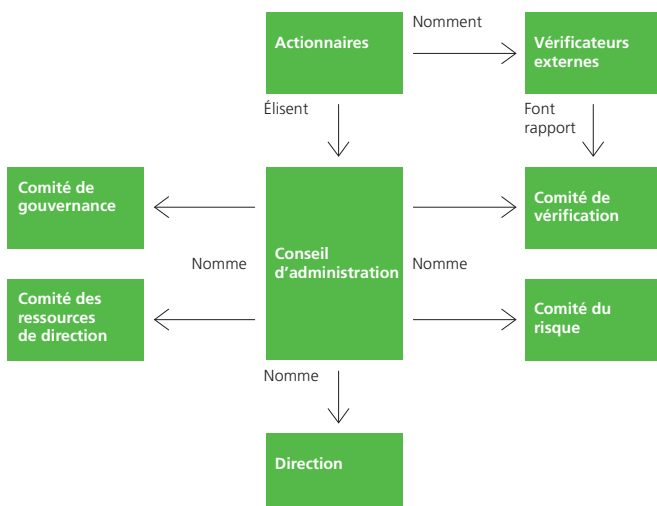 Actionnaires
Nomment
Vérificateurs
externes
Élisent
Font
rapport
Comité de
gouvernance
Conseil
d'administration
Comité de
vérification
Nomme
Nomme
Comité des
ressources
de direction
Comité du
risque
Nomme
Direction